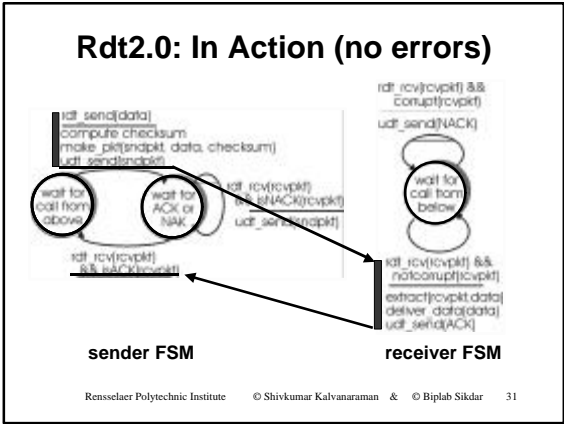 Rdt2.0: In Action (no errors)
rdt_send(data)
compute checksum
make_pkt(sndpkt, data, checksum)
udt_send(sndpkt)
wait for
call from
above
wait for
ACK or
NAK
rdt_rcv(rcvpkt)
&& isNACK(rcvpkt)
udt_send(sndpkt)
rdt_rcv(rcvpkt)
&& isACK(rcvpkt)
sender FSM
rdt_rcv(rcvpkt) &&
corrupt(rcvpkt)
udt_send(NACK)
wait for
call from
below
rdt_rcv(rcvpkt) &&
notcorrupt(rcvpkt)
extract(rcvpkt,data)
deliver_data(data)
udt_send(ACK)
receiver FSM
Rensselaer Polytechnic Institute © Shivkumar Kalvanaraman & © Biplab Sikdar 31